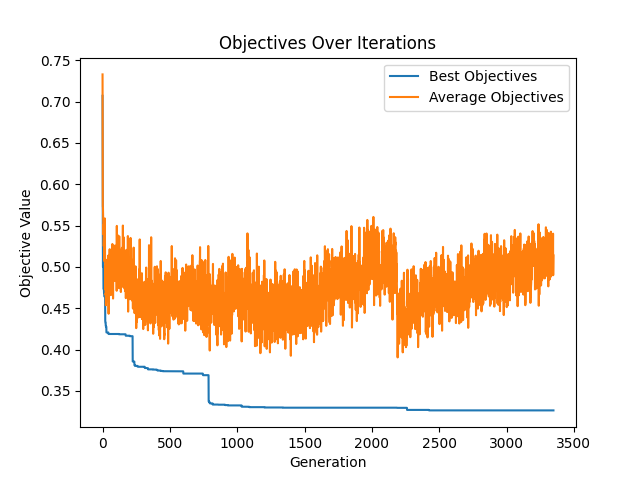 Objectives Over Iterations
Best Objectives
Average Objectives
0.75
0.70
0.65
0.60
0.55
0.50
0.45
0.40
0.35
Objective Value
0 500 1000 1500 2000 2500 3000 3500
Generation